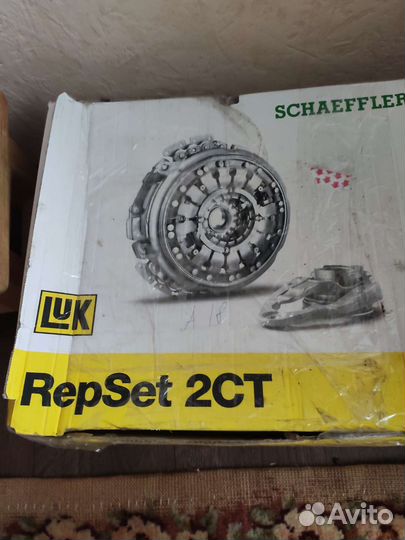 SCHAEFFLER
LuK
RepSet 2CT
Avito